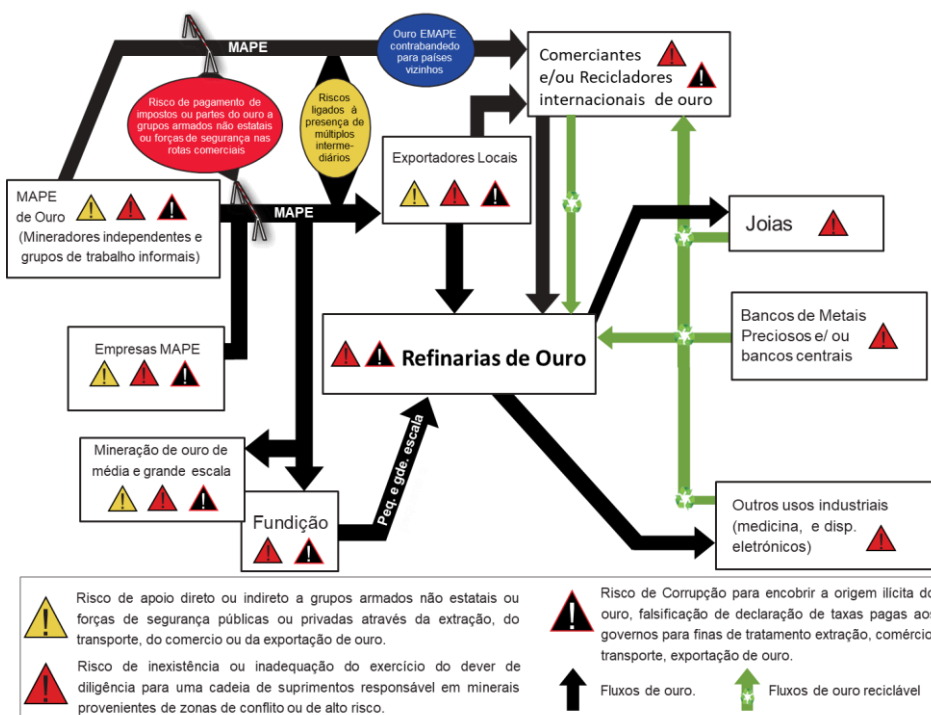 MAPE
Ouro EMAPE
contrabandedo
para países
vizinhos
Comerciantes
e/ou Recicladores
internacionais de ouro
Risco de pagamento de
impostos ou partes do ouro a
grupos armados não estatais
ou forças de segurança nas
rotas comerciais
Riscos
ligados à
presença de
múltiplos
interme-
diários
Exportadores Locais
MAPE
de Ouro
(Mineradores independentes e
grupos de trabalho informais)
MAPE
Joias
Empresas MAPE
Refinarias de Ouro
Bancos de Metais
Preciosos e/ ou
bancos centrais
Mineração de ouro de
média e grande escala
Peq. e gde. escala
Fundição
Outros usos industriais
(medicina, e disp.
eletrónicos)
Risco de apoio direto ou indireto a grupos armados não estatais ou
forças de segurança públicas ou privadas através da extração, do
transporte, do comercio ou da exportação de ouro.
Risco de inexistência ou inadequação do exercício do dever de
diligência para uma cadeia de suprimentos responsável em minerais
provenientes de zonas de conflito ou de alto risco.
Risco de Corrupção para encobrir a origem ilícita do
ouro, falsificação de declaração de taxas pagas aos
governos para finas de tratamento extração, comércio,
transporte, exportação de ouro.
Fluxos de ouro.
Fluxos de ouro reciclável